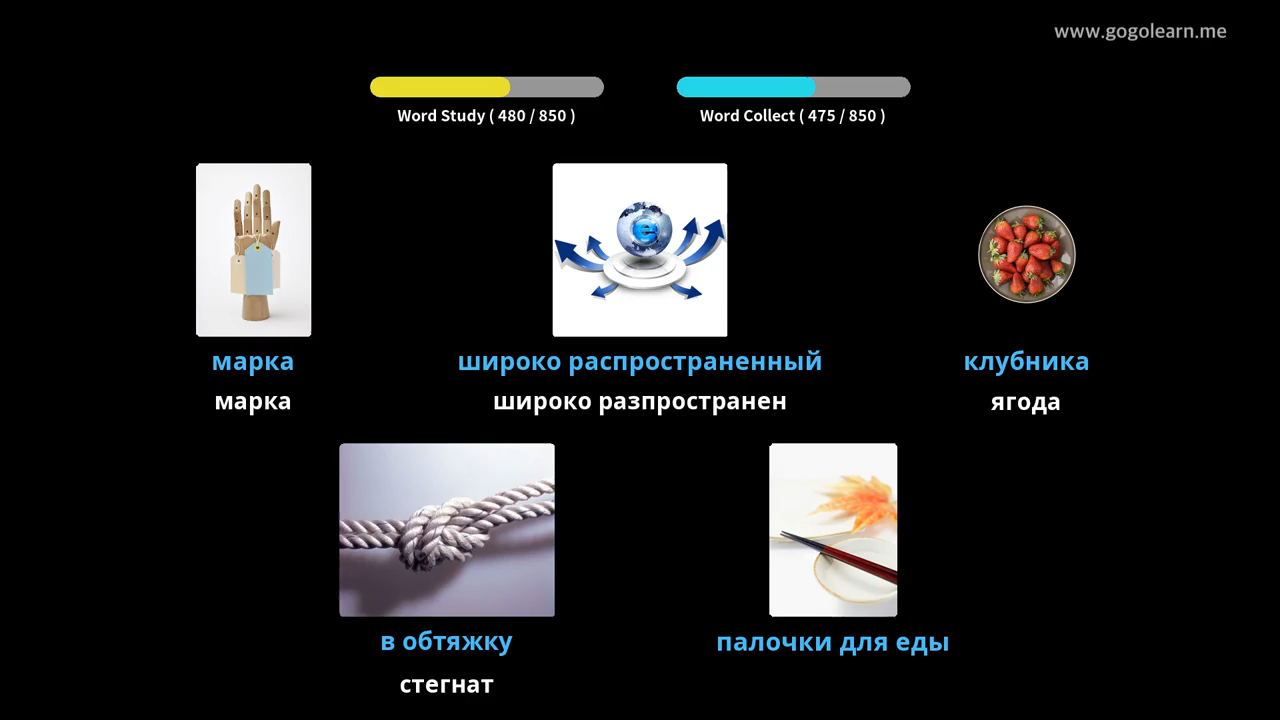 www.gogolearn.me
Word Study ( 480 / 850 )
Word Collect ( 475 / 850 )
марка
широко распространенный
клубника
марка
широко разпространен
ягода
в обтяжку
палочки для еды
стегнат